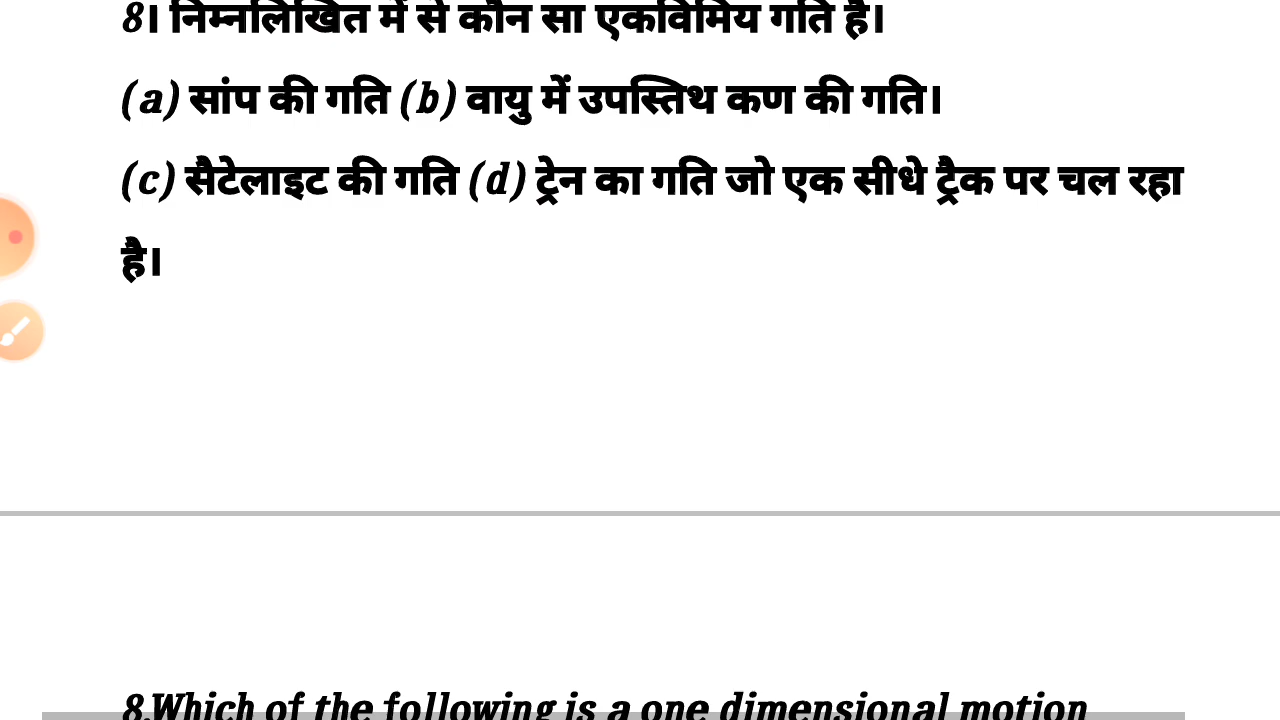 8। निम्नलिखित में से कौन सा एकविमिय गति है।
(a) सांप की गति (b) वायु में उपस्तिथ कण की गति।
(c) सैटेलाइट की गति (d) ट्रेन का गति जो एक सीधे ट्रैक पर चल रहा
है।
8.Which of the following is a one dimensional motion